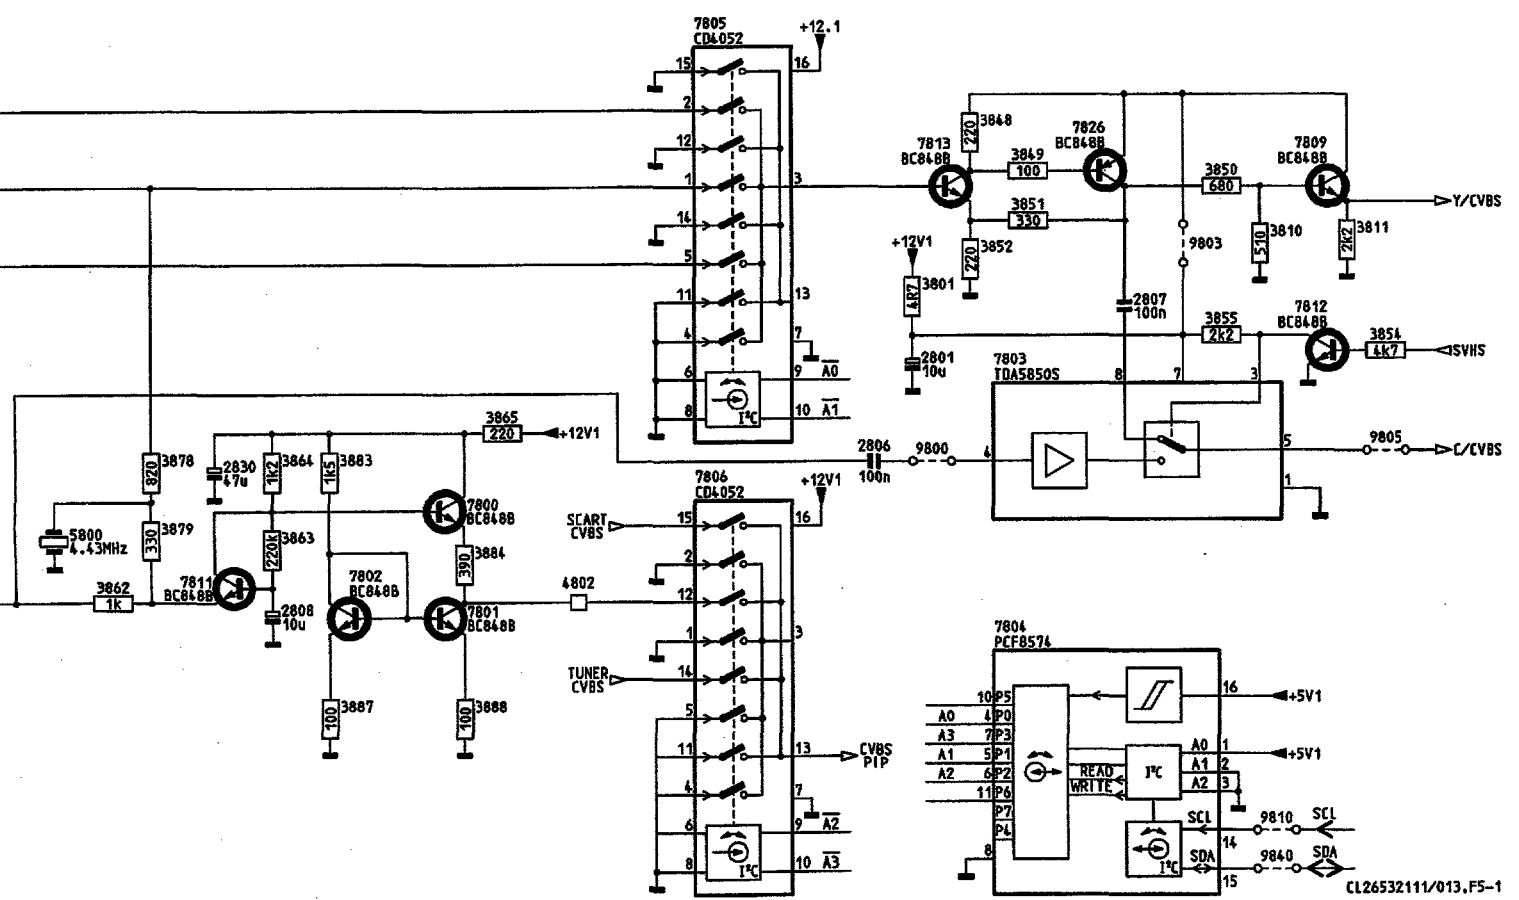 7805
CD4052
+12.1
15
16
2
12
1
3
14
5
11
13
4
7
6
9
A0
8
10
A1
I²C
3848
220
7813
BC848B
3849
100
7826
BC848B
3850
680
7809
BC848B
Y/CVBS
3851
330
3852
220
9803
510
3810
2k2
3811
+12V1
4R7
3801
2807
100n
2801
10u
3855
2k2
7812
BC848B
3854
4k7
SVHS
7803
TDA5850S
8
7
3
4
5
1
2806
100n
9800
9805
C/CVBS
3865
220
+12V1
820
3878
2830
47u
1k2
3864
1k5
3883
7800
BC848B
5800
4.43MHz
330
3879
220k
3863
390
3884
3862
1k
7811
BC848B
7802
BC848B
2808
10u
7801
BC848B
4802
100
3887
100
3888
7806
CD4052
+12V1
SCART
CVBS
15
16
2
12
1
3
TUNER
CVBS
14
5
11
13
CVBS
PIP
4
7
6
9
A2
8
10
A3
I²C
7804
PCF8574
10
P5
16
+5V1
A0
4
P0
A3
7
P3
A1
5
P1
A2
6
P2
11
P6
P7
P4
8
READ
WRITE
I²C
A0
1
+5V1
A1
2
A2
3
SCL
14
9810
SCL
SDA
15
9840
SDA
I²C
CL26532111/013.F5-1